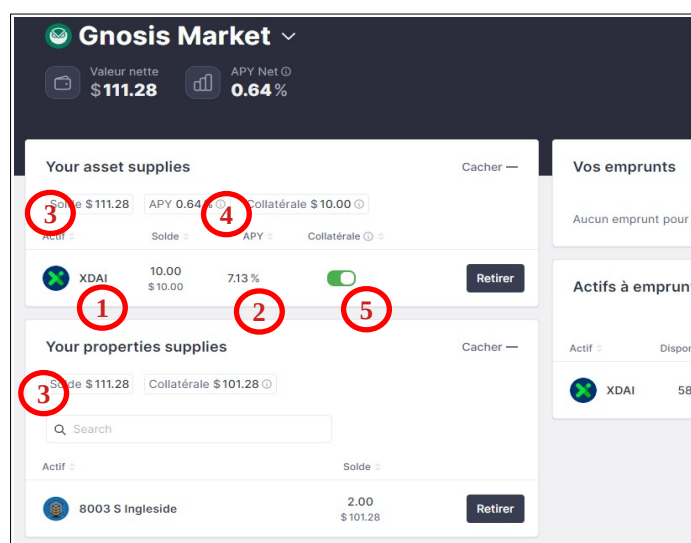 Gnosis Market
Valeur nette
$111.28
APY Net
0.64%
Your asset supplies
Cacher —
Solde $111.28
APY 0.64%
Collatérale $10.00
3
4
Actif
Solde
APY
Collatérale
XDAI
10.00
$10.00
7.13%
Retirer
1
2
5
Your properties supplies
Cacher —
Solde $111.28
Collatérale $101.28
3
Search
Actif
Solde
8003 S Ingleside
2.00
$101.28
Retirer
Vos emprunts
Aucun emprunt pour
Actifs à emprunt
Actif
Dispon
XDAI
58